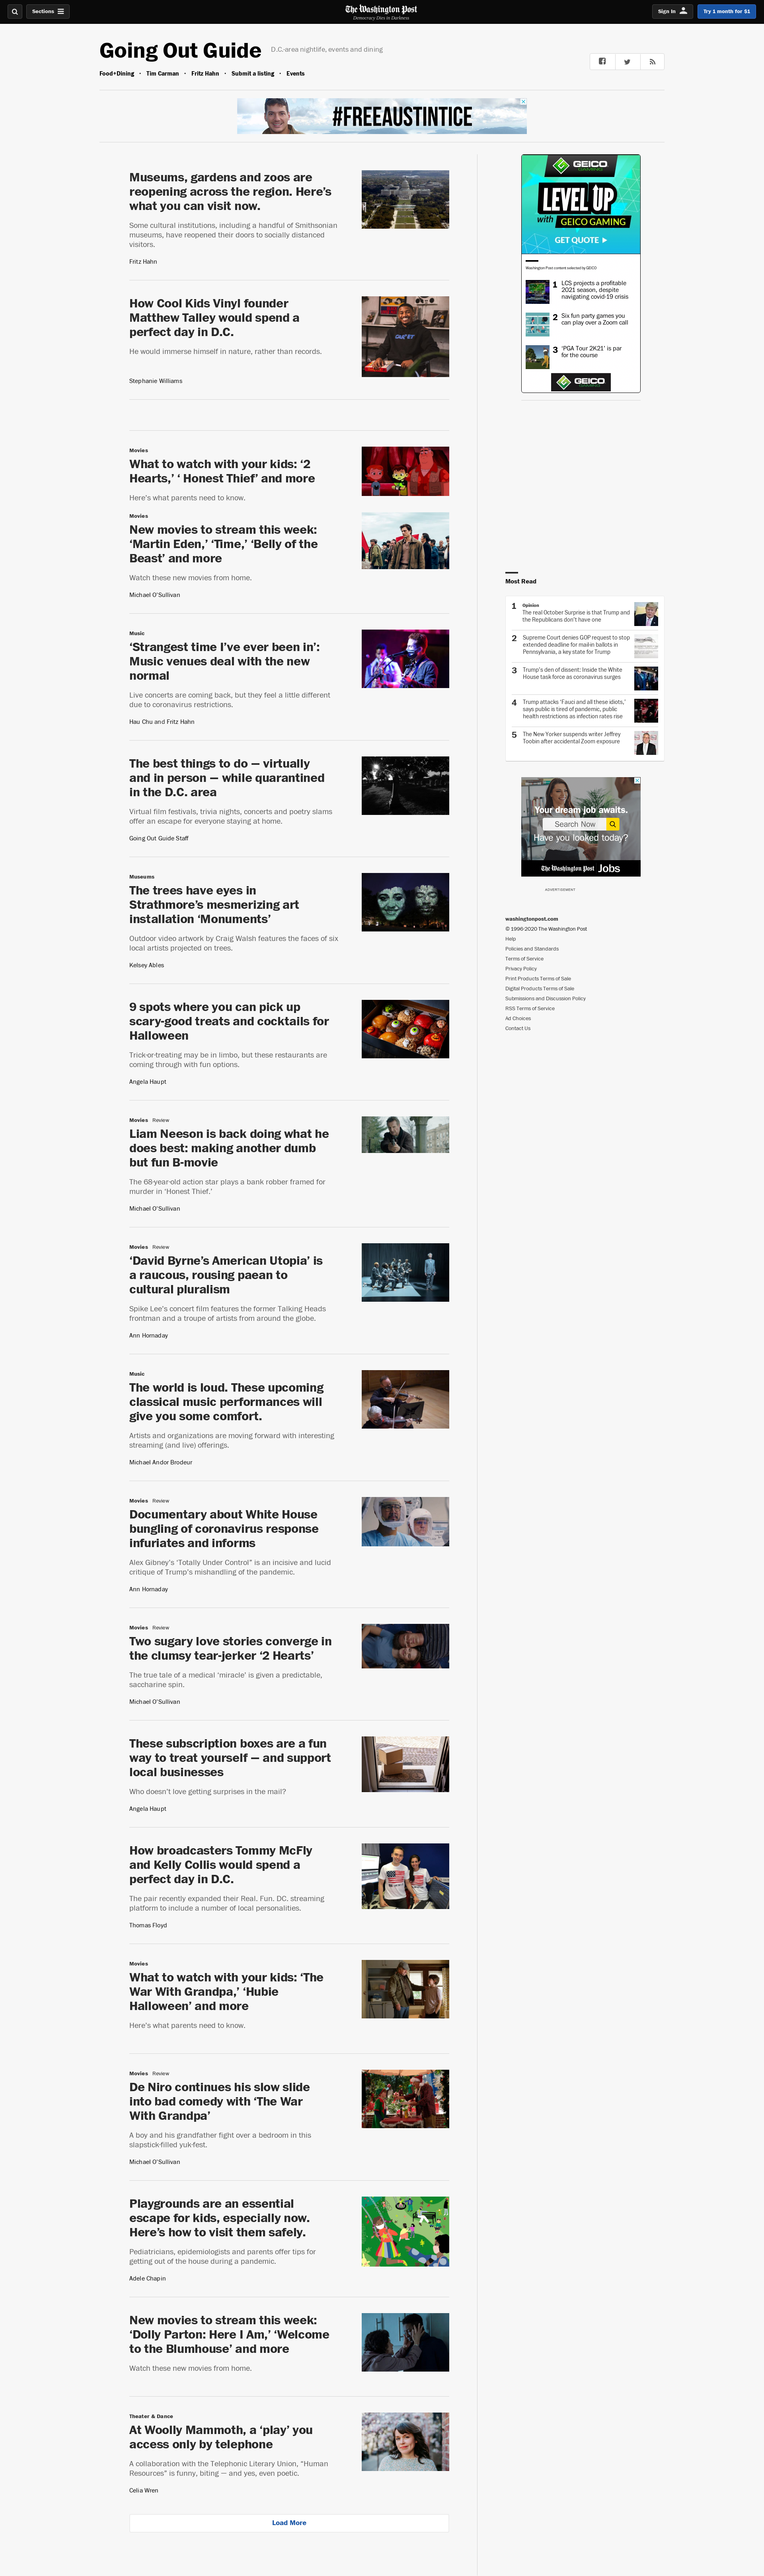 Sections
The Washington Post
Democracy Dies in Darkness
Sign In
Try 1 month for $1
Going Out Guide
D.C.-area nightlife, events and dining
Food+Dining • Tim Carman • Fritz Hahn • Submit a listing • Events
#FREEAUSTINTICE
Museums, gardens and zoos are
reopening across the region. Here’s
what you can visit now.
Some cultural institutions, including a handful of Smithsonian
museums, have reopened their doors to socially distanced
visitors.
Fritz Hahn
How Cool Kids Vinyl founder
Matthew Talley would spend a
perfect day in D.C.
He would immerse himself in nature, rather than records.
Stephanie Williams
Movies
What to watch with your kids: ‘2
Hearts,’ ‘ Honest Thief’ and more
Here’s what parents need to know.
Movies
New movies to stream this week:
‘Martin Eden,’ ‘Time,’ ‘Belly of the
Beast’ and more
Watch these new movies from home.
Michael O’Sullivan
Music
‘Strangest time I’ve ever been in’:
Music venues deal with the new
normal
Live concerts are coming back, but they feel a little different
due to coronavirus restrictions.
Hau Chu and Fritz Hahn
The best things to do — virtually
and in person — while quarantined
in the D.C. area
Virtual film festivals, trivia nights, concerts and poetry slams
offer an escape for everyone staying at home.
Going Out Guide Staff
Museums
The trees have eyes in
Strathmore’s mesmerizing art
installation ‘Monuments’
Outdoor video artwork by Craig Walsh features the faces of six
local artists projected on trees.
Kelsey Ables
9 spots where you can pick up
scary-good treats and cocktails for
Halloween
Trick-or-treating may be in limbo, but these restaurants are
coming through with fun options.
Angela Haupt
Movies Review
Liam Neeson is back doing what he
does best: making another dumb
but fun B-movie
The 68-year-old action star plays a bank robber framed for
murder in ‘Honest Thief.’
Michael O’Sullivan
Movies Review
‘David Byrne’s American Utopia’ is
a raucous, rousing paean to
cultural pluralism
Spike Lee’s concert film features the former Talking Heads
frontman and a troupe of artists from around the globe.
Ann Hornaday
Music
The world is loud. These upcoming
classical music performances will
give you some comfort.
Artists and organizations are moving forward with interesting
streaming (and live) offerings.
Michael Andor Brodeur
Movies Review
Documentary about White House
bungling of coronavirus response
infuriates and informs
Alex Gibney’s ‘Totally Under Control” is an incisive and lucid
critique of Trump’s mishandling of the pandemic.
Ann Hornaday
Movies Review
Two sugary love stories converge in
the clumsy tear-jerker ‘2 Hearts’
The true tale of a medical ‘miracle’ is given a predictable,
saccharine spin.
Michael O’Sullivan
These subscription boxes are a fun
way to treat yourself — and support
local businesses
Who doesn’t love getting surprises in the mail?
Angela Haupt
How broadcasters Tommy McFly
and Kelly Collis would spend a
perfect day in D.C.
The pair recently expanded their Real. Fun. DC. streaming
platform to include a number of local personalities.
Thomas Floyd
Movies
What to watch with your kids: ‘The
War With Grandpa,’ ‘Hubie
Halloween’ and more
Here’s what parents need to know.
Movies Review
De Niro continues his slow slide
into bad comedy with ‘The War
With Grandpa’
A boy and his grandfather fight over a bedroom in this
slapstick-filled yuk-fest.
Michael O’Sullivan
Playgrounds are an essential
escape for kids, especially now.
Here’s how to visit them safely.
Pediatricians, epidemiologists and parents offer tips for
getting out of the house during a pandemic.
Adele Chapin
New movies to stream this week:
‘Dolly Parton: Here I Am,’ ‘Welcome
to the Blumhouse’ and more
Watch these new movies from home.
Theater & Dance
At Woolly Mammoth, a ‘play’ you
access only by telephone
A collaboration with the Telephonic Literary Union, “Human
Resources” is funny, biting — and yes, even poetic.
Celia Wren
Load More
GEICO
LEVEL UP
with GEICO GAMING
GET QUOTE
Washington Post content selected by GEICO
1 LCS projects a profitable
2021 season, despite
navigating covid-19 crisis
2 Six fun party games you
can play over a Zoom call
3 ‘PGA Tour 2K21’ is par
for the course
GEICO
Most Read
1 Opinion
The real October Surprise is that Trump and
the Republicans don’t have one
2 Supreme Court denies GOP request to stop
extended deadline for mail-in ballots in
Pennsylvania, a key state for Trump
3 Trump’s den of dissent: Inside the White
House task force as coronavirus surges
4 Trump attacks ‘Fauci and all these idiots,’
says public is tired of pandemic, public
health restrictions as infection rates rise
5 The New Yorker suspends writer Jeffrey
Toobin after accidental Zoom exposure
Your dream job awaits.
Search Now
Have you looked today?
The Washington Post Jobs
ADVERTISEMENT
washingtonpost.com
© 1996-2020 The Washington Post
Help
Policies and Standards
Terms of Service
Privacy Policy
Print Products Terms of Sale
Digital Products Terms of Sale
Submissions and Discussion Policy
RSS Terms of Service
Ad Choices
Contact Us